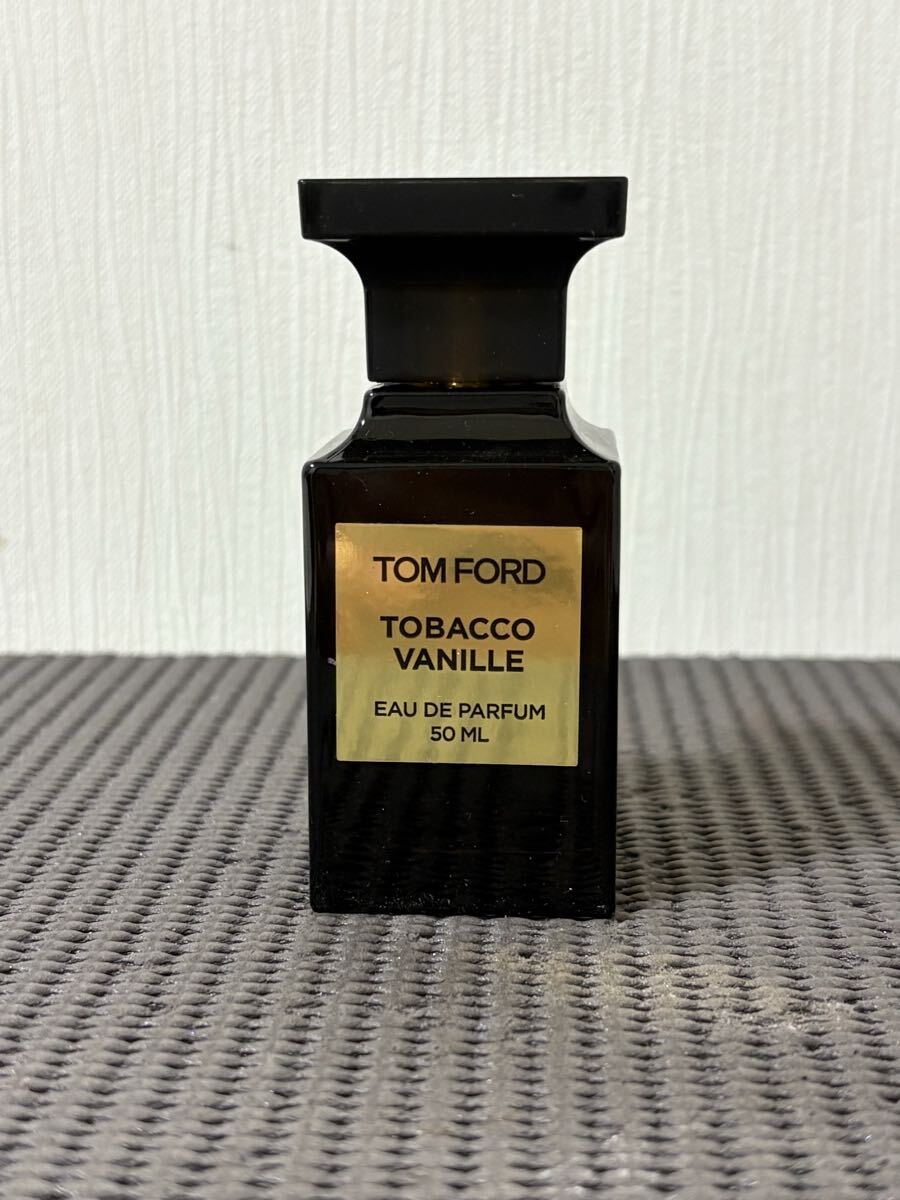 TOM FORD
TOBACCO
VANILLE
EAU DE PARFUM
50 ML